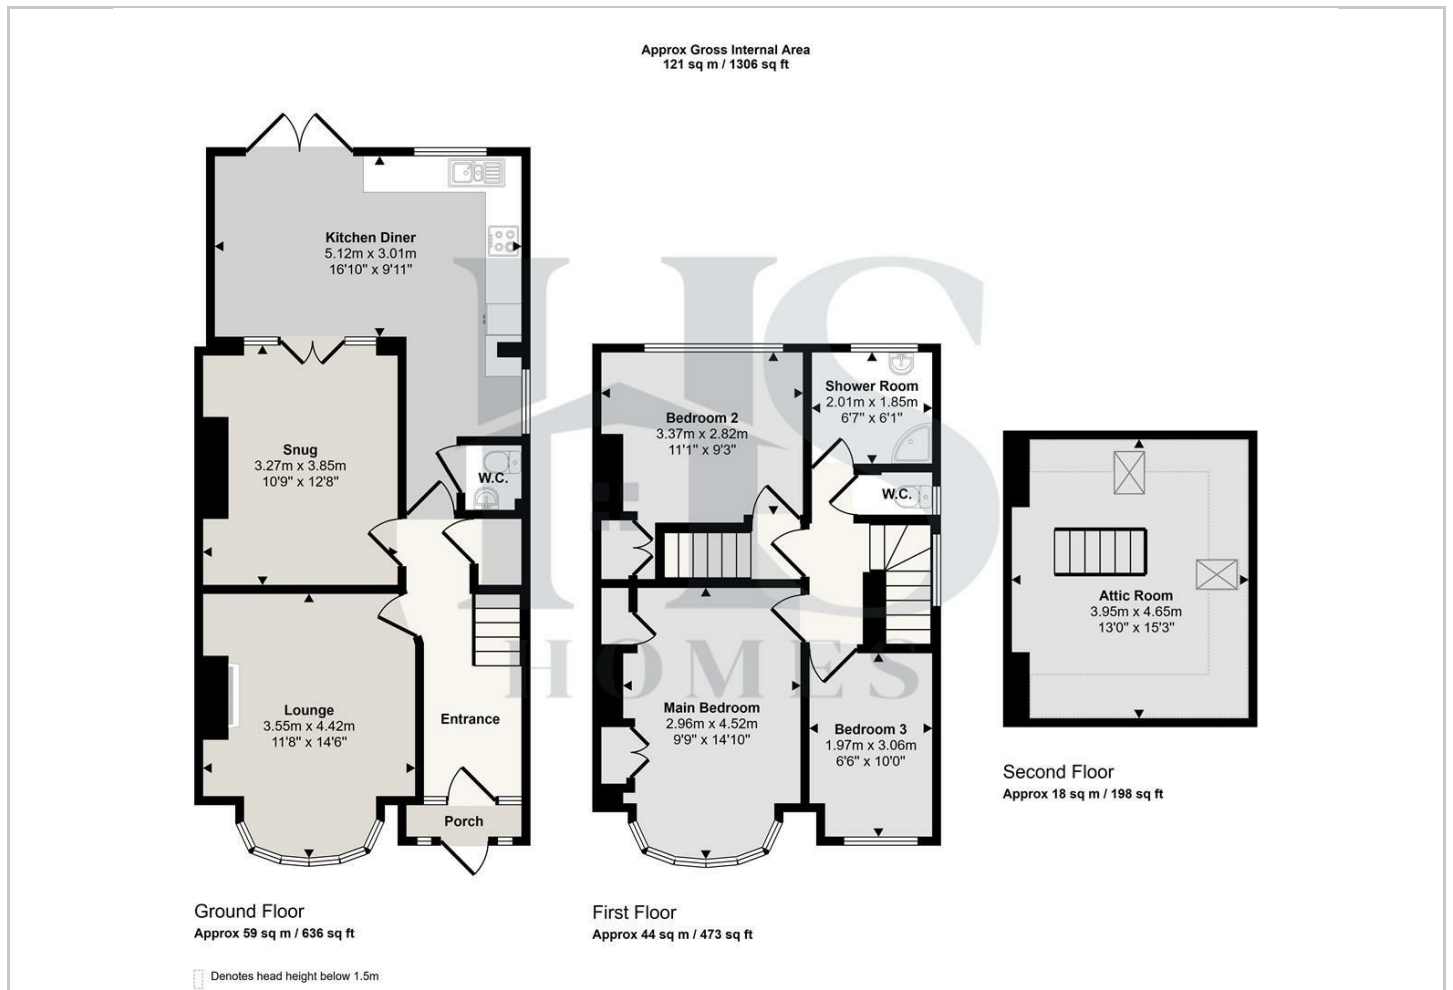 Approx Gross Internal Area
121 sq m / 1306 sq ft
Kitchen Diner
5.12m x 3.01m
16'10" x 9'11"
Snug
3.27m x 3.85m
10'9" x 12'8"
W.C.
Lounge
3.55m x 4.42m
11'8" x 14'6"
Entrance
Porch
Ground Floor
Approx 59 sq m / 636 sq ft
Denotes head height below 1.5m
Bedroom 2
3.37m x 2.82m
11'1" x 9'3"
Shower Room
2.01m x 1.85m
6'7" x 6'1"
W.C.
Main Bedroom
2.96m x 4.52m
9'9" x 14'10"
Bedroom 3
1.97m x 3.06m
6'6" x 10'0"
First Floor
Approx 44 sq m / 473 sq ft
Attic Room
3.95m x 4.65m
13'0" x 15'3"
Second Floor
Approx 18 sq m / 198 sq ft
HS
HOMES